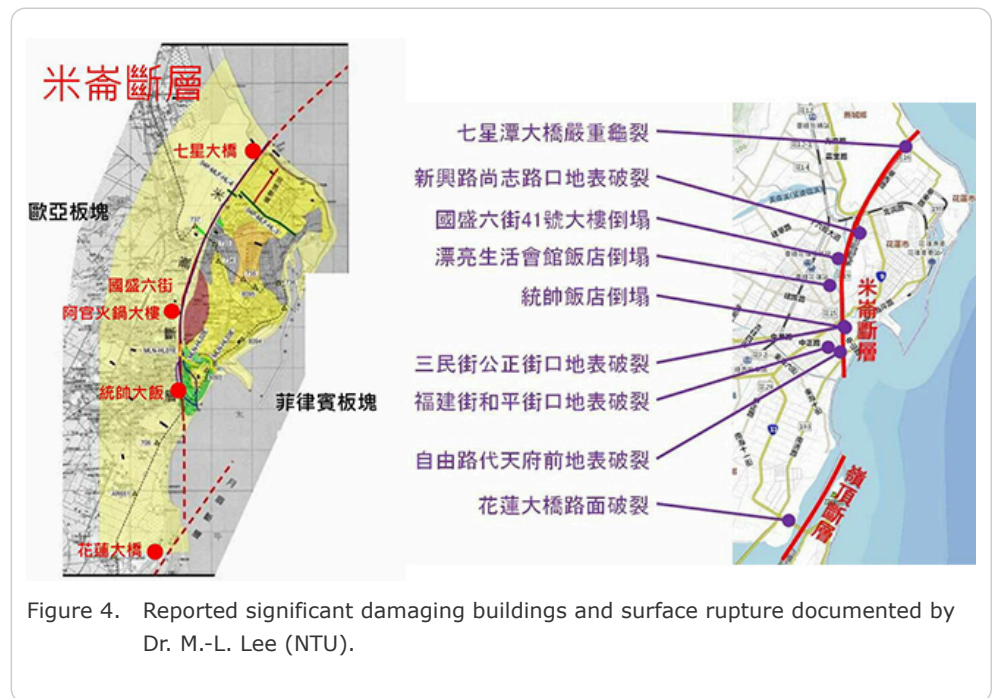 米崙斷層
七星大橋
歐亞板塊
國盛六街
阿官火鍋大樓
統帥大飯
菲律賓板塊
花蓮大橋
七星潭大橋嚴重龜裂
新興路尚志路口地表破裂
國盛六街41號大樓倒塌
漂亮生活會館飯店倒塌
統帥飯店倒塌
三民街公正街口地表破裂
福建街和平街口地表破裂
自由路代天府前地表破裂
花蓮大橋路面破裂
花蓮市
米崙斷層
中正路
嶺頂斷層
Figure 4. Reported significant damaging buildings and surface rupture documented by
Dr. M.-L. Lee (NTU).